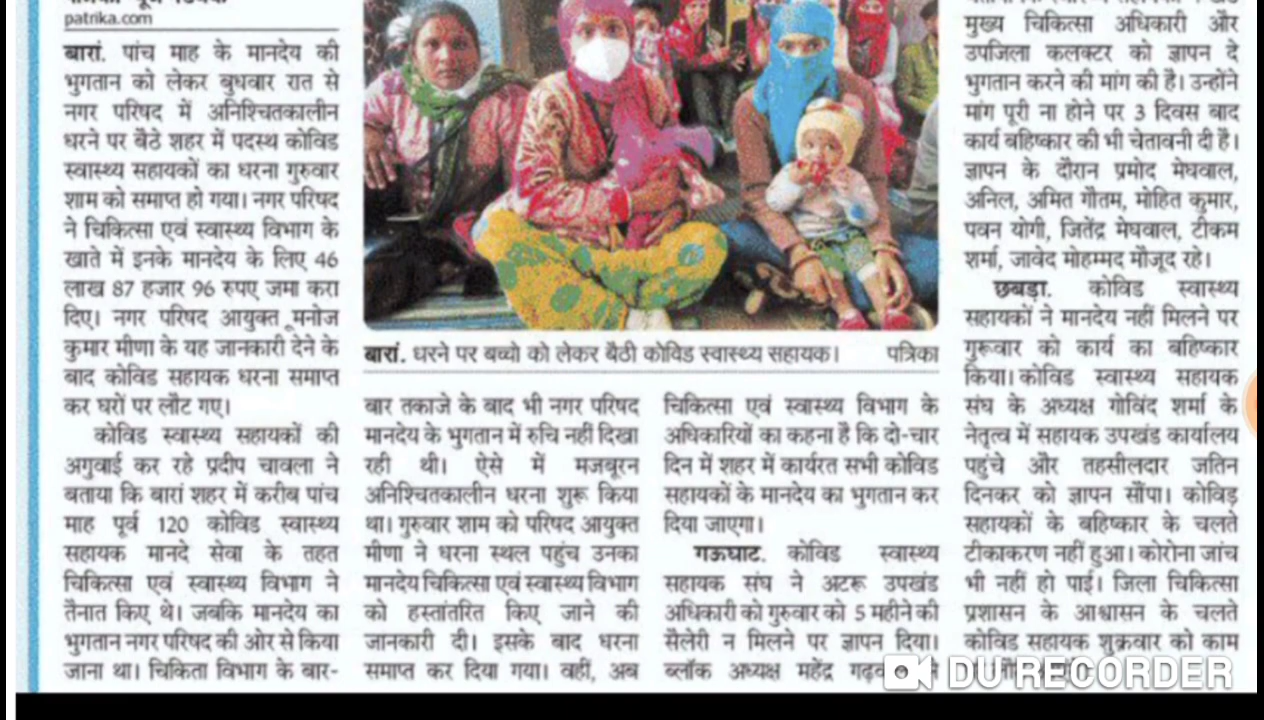 patrika.com
बारां. पांच माह के मानदेय की
भुगतान को लेकर बुधवार रात से
नगर परिषद में अनिश्चितकालीन
धरने पर बैठे शहर में पदस्थ कोविड
स्वास्थ्य सहायकों का धरना गुरुवार
शाम को समाप्त हो गया। नगर परिषद
ने चिकित्सा एवं स्वास्थ्य विभाग के
खाते में इनके मानदेय के लिए 46
लाख 87 हजार 96 रुपए जमा करा
दिए। नगर परिषद आयुक्त मनोज
कुमार मीणा के यह जानकारी देने के
बाद कोविड सहायक धरना समाप्त
कर घरों पर लौट गए।
कोविड स्वास्थ्य सहायकों की
अगुवाई कर रहे प्रदीप चावला ने
बताया कि बारां शहर में करीब पांच
माह पूर्व 120 कोविड स्वास्थ्य
सहायक मानदे सेवा के तहत
चिकित्सा एवं स्वास्थ्य विभाग ने
तैनात किए थे। जबकि मानदेय का
भुगतान नगर परिषद की ओर से किया
जाना था। चिकिता विभाग के बार-
बारां. धरने पर बच्चो को लेकर बैठी कोविड स्वास्थ्य सहायक। पत्रिका
बार तकाजे के बाद भी नगर परिषद
मानदेय के भुगतान में रुचि नहीं दिखा
रही थी। ऐसे में मजबूरन
अनिश्चितकालीन धरना शुरू किया
था। गुरुवार शाम को परिषद आयुक्त
मीणा ने धरना स्थल पहुंच उनका
मानदेय चिकित्सा एवं स्वास्थ्य विभाग
को हस्तांतरित किए जाने की
जानकारी दी। इसके बाद धरना
समाप्त कर दिया गया। वहीं, अब
चिकित्सा एवं स्वास्थ्य विभाग के
अधिकारियों का कहना है कि दो-चार
दिन में शहर में कार्यरत सभी कोविड
सहायकों के मानदेय का भुगतान कर
दिया जाएगा।
गऊघाट. कोविड स्वास्थ्य
सहायक संघ ने अटरू उपखंड
अधिकारी को गुरुवार को 5 महीने की
सैलेरी न मिलने पर ज्ञापन दिया।
ब्लॉक अध्यक्ष महेंद्र
मुख्य चिकित्सा अधिकारी और
उपजिला कलक्टर को ज्ञापन दे
भुगतान करने की मांग की है। उन्होंने
मांग पूरी ना होने पर 3 दिवस बाद
कार्य बहिष्कार की भी चेतावनी दी है।
ज्ञापन के दौरान प्रमोद मेघवाल,
अनिल, अमित गौतम, मोहित कुमार,
पवन योगी, जितेंद्र मेघवाल, टीकम
शर्मा, जावेद मोहम्मद मौजूद रहे।
छबड़ा. कोविड स्वास्थ्य
सहायकों ने मानदेय नहीं मिलने पर
गुरूवार को कार्य का बहिष्कार
किया। कोविड स्वास्थ्य सहायक
संघ के अध्यक्ष गोविंद शर्मा के
नेतृत्व में सहायक उपखंड कार्यालय
पहुंचे और तहसीलदार जतिन
दिनकर को ज्ञापन सौंपा। कोविड़
सहायकों के बहिष्कार के चलते
टीकाकरण नहीं हुआ। कोरोना जांच
भी नहीं हो पाई। जिला चिकित्सा
प्रशासन के आश्वासन के चलते
कोविड सहायक शुक्रवार को काम
DU RECORDER